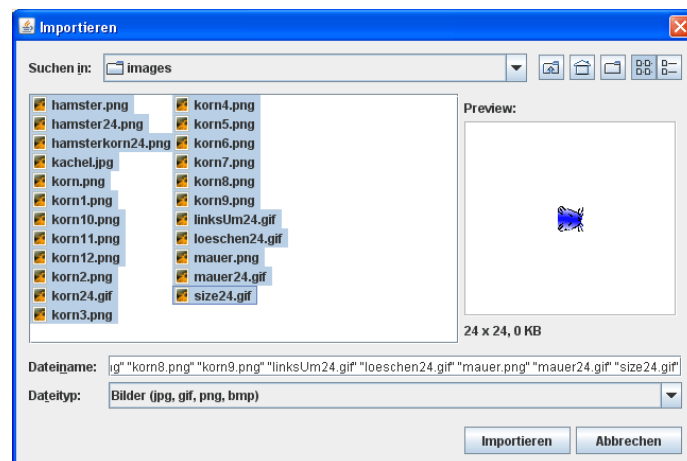 Importieren
Suchen in: images
hamster.png
hamster24.png
hamsterkorn24.png
kachel.jpg
korn.png
korn1.png
korn10.png
korn11.png
korn12.png
korn2.png
korn24.gif
korn3.png
korn4.png
korn5.png
korn6.png
korn7.png
korn8.png
korn9.png
linksUm24.gif
loeschen24.gif
mauer.png
mauer24.gif
size24.gif
Preview:
24 x 24, 0 KB
Dateiname: ıg" "korn8.png" "korn9.png" "linksUm24.gif" "loeschen24.gif" "mauer.png" "mauer24.gif" "size24.gif"
Dateityp: Bilder (jpg, gif, png, bmp)
Importieren Abbrechen